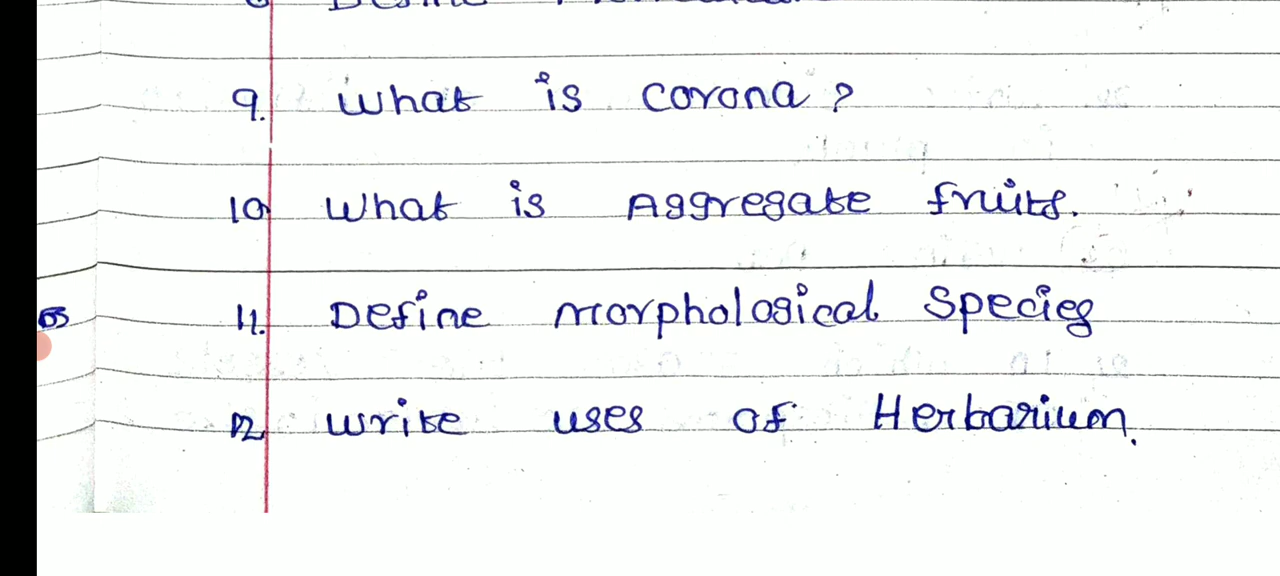 9. What is corona?
10 What is Aggregate fruits.
11. Define morphological Species
12 Write uses of Herbarium.